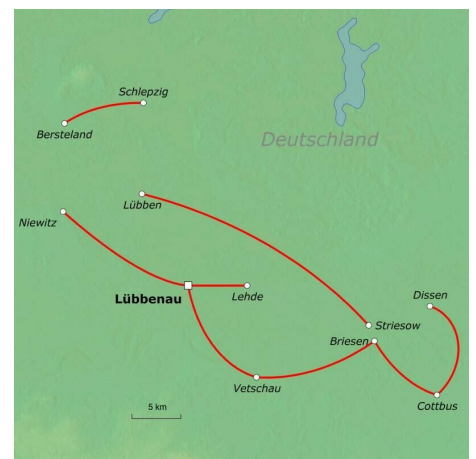 Schlepzig
Bersteland
Deutschland
Lübben
Niewitz
Lübbenau
Lehde
Dissen
Striesow
Briesen
Vetschau
Cottbus
5 km